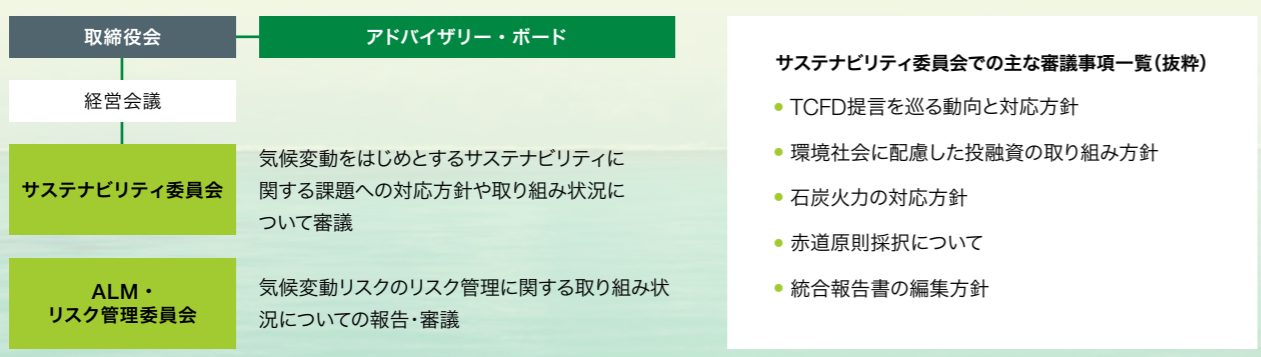 取締役会
アドバイザリー・ボード
経営会議
サステナビリティ委員会
気候変動をはじめとするサステナビリティに
関する課題への対応方針や取り組み状況に
ついて審議
ALM・
リスク管理委員会
気候変動リスクのリスク管理に関する取り組み状
況についての報告・審議
サステナビリティ委員会での主な審議事項一覧（抜粋）
● TCFD提言を巡る動向と対応方針
● 環境社会に配慮した投融資の取り組み方針
● 石炭火力の対応方針
● 赤道原則採択について
● 統合報告書の編集方針